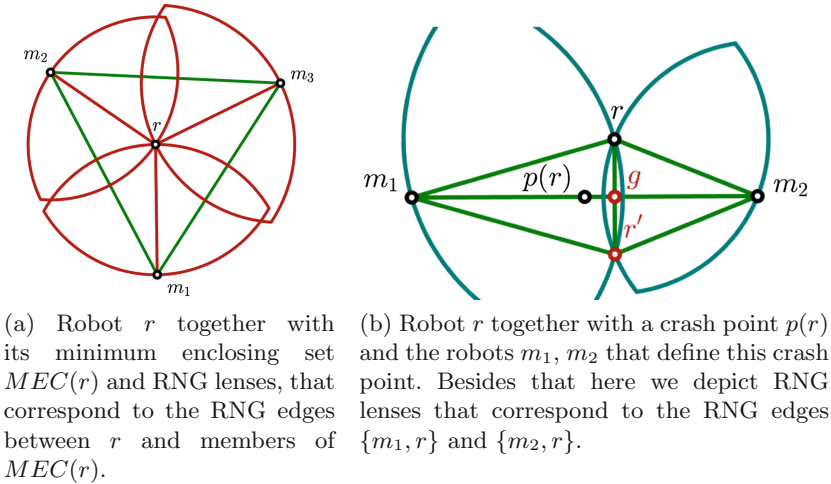 m₂
m₃
r
m₁
r
m₁
p(r)
g
m₂
r′
(a) Robot r together with
its minimum enclosing set
MEC(r) and RNG lenses, that
correspond to the RNG edges
between r and members of
MEC(r).
(b) Robot r together with a crash point p(r)
and the robots m₁, m₂ that define this crash
point. Besides that here we depict RNG
lenses that correspond to the RNG edges
{m₁, r} and {m₂, r}.